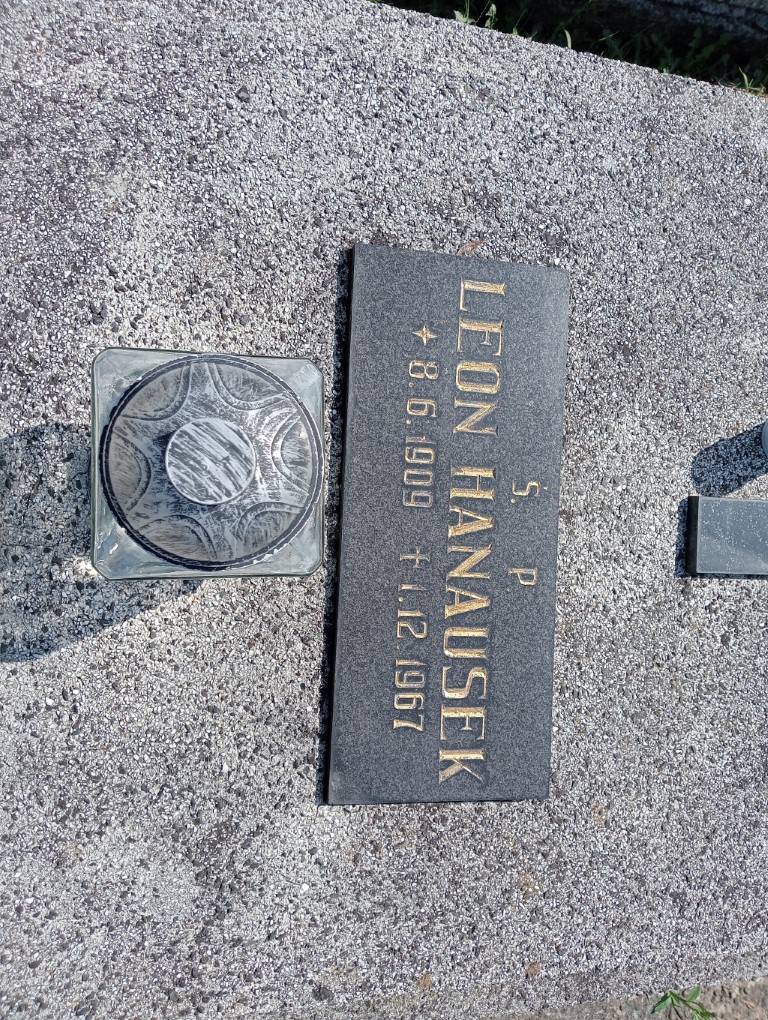 Ś. P
LEON HANAUSEK
✦ 8.6.1909 † 1.12.1967